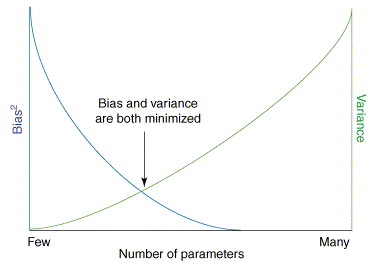 Bias²
Bias and variance
are both minimized
Variance
Few
Many
Number of parameters